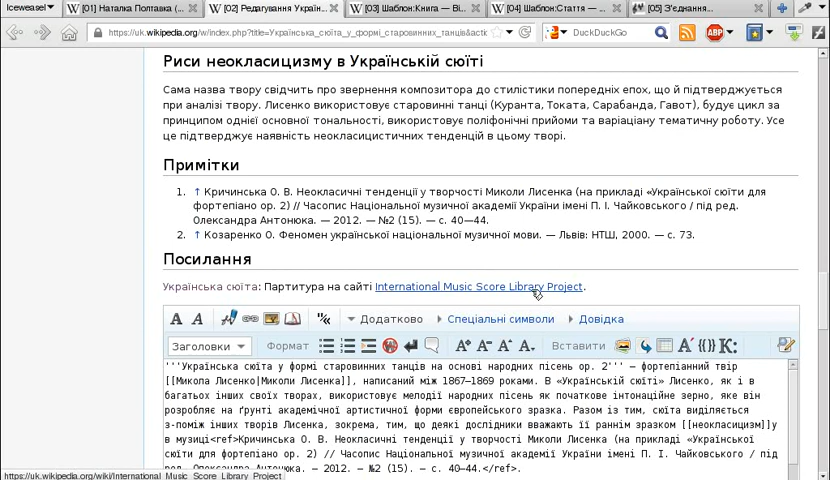 Iceweasel
[01] Наталка Полтавка (…
[02] Редагування Україн…
[03] Шаблон:Книга — Ві…
[04] Шаблон:Стаття — …
[05] З'єднання…
https://uk.wikipedia.org/w/index.php?title=Українська_сюїта_у_формі_старовинних_танців&acti
DuckDuckGo
ABP
Риси неокласицизму в Українській сюїті
Сама назва твору свідчить про звернення композитора до стилістики попередніх епох, що й підтверджується
при аналізі твору. Лисенко використовує старовинні танці (Куранта, Токата, Сарабанда, Гавот), будує цикл за
принципом однієї основної тональності, використовує поліфонічні прийоми та варіаціну тематичну роботу. Усе
це підтверджує наявність неокласицистичних тенденцій в цьому творі.
Примітки
1. ↑ Кричинська О. В. Неокласичні тенденції у творчості Миколи Лисенка (на прикладі «Української сюїти для
фортепіано ор. 2) // Часопис Національної музичної академії України імені П. І. Чайковського / під ред.
Олександра Антонюка. — 2012. — №2 (15). — с. 40—44.
2. ↑ Козаренко О. Феномен української національної музичної мови. — Львів: НТШ, 2000. — с. 73.
Посилання
Українська сюїта: Партитура на сайті International Music Score Library Project.
A A Додатково Спеціальні символи Довідка
Заголовки Формат Вставити
'''Українська сюїта у формі старовинних танців на основі народних пісень ор. 2''' — фортепіанний твір
[[Микола Лисенко|Миколи Лисенка]], написаний між 1867—1869 роками. В «Українській сюїті» Лисенко, як і в
багатьох інших своїх творах, використовує мелодії народних пісень як початкове інтонаційне зерно, яке він
розробляє на ґрунті академічної артистичної форми європейського зразка. Разом із тим, сюїта виділяється
з-поміж інших творів Лисенка, зокрема, тим, що деякі дослідники вважають її раннім зразком [[неокласицизм]]у
в музиці<ref>Кричинська О. В. Неокласичні тенденції у творчості Миколи Лисенка (на прикладі «Української
сюїти для фортепіано ор. 2) // Часопис Національної музичної академії України імені П. І. Чайковського / під
ред. Олександра Антонюка. — 2012. — №2 (15). — с. 40—44.</ref>.
https://uk.wikipedia.org/wiki/International_Music_Score_Library_Project